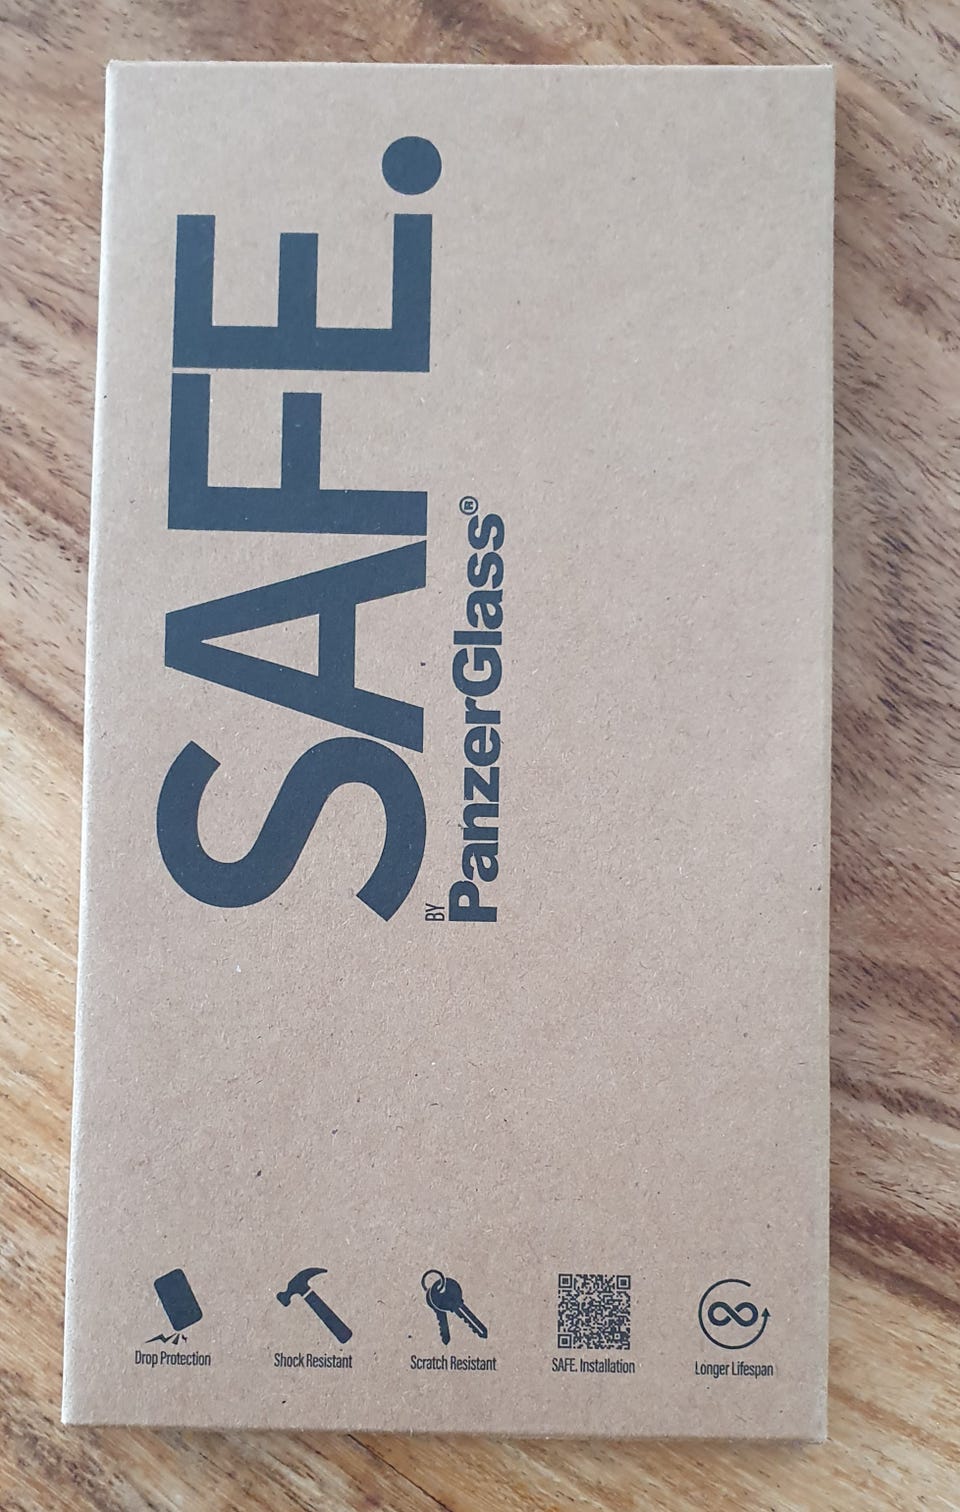 SAFE.
BY
PanzerGlass®
Drop Protection
Shock Resistant
Scratch Resistant
SAFE. Installation
Longer Lifespan